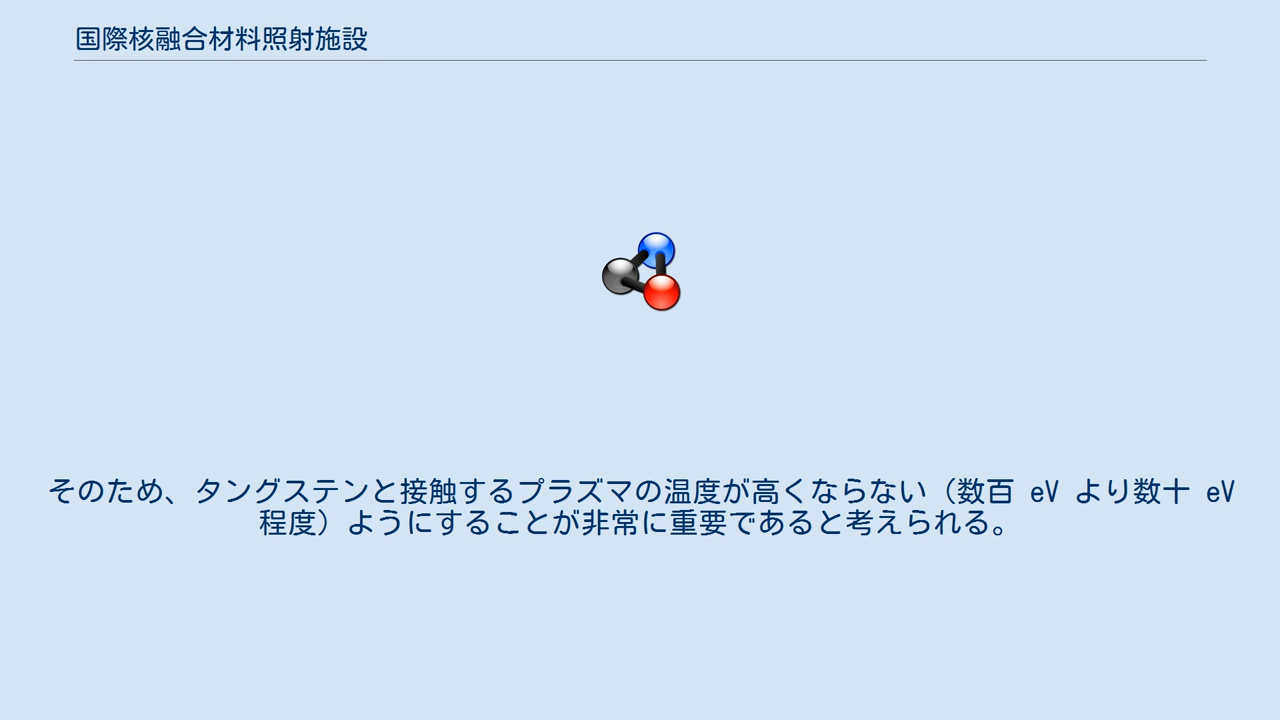 国際核融合材料照射施設
そのため、タングステンと接触するプラズマの温度が高くならない（数百 eV より数十 eV
程度）ようにすることが非常に重要であると考えられる。